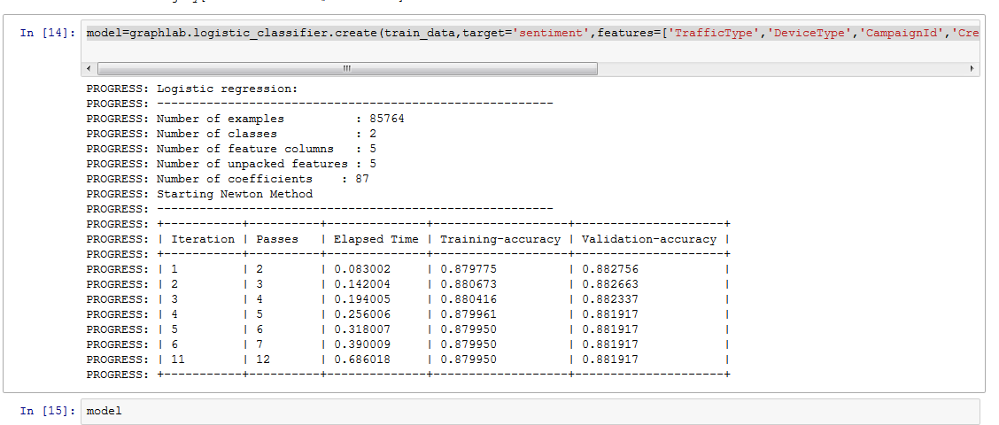 In [14]: model=graphlab.logistic_classifier.create(train_data,target='sentiment',features=['TrafficType','DeviceType','CampaignId','Cre
PROGRESS: Logistic regression:
PROGRESS: --------------------------------------------------------
PROGRESS: Number of examples          : 85764
PROGRESS: Number of classes           : 2
PROGRESS: Number of feature columns   : 5
PROGRESS: Number of unpacked features : 5
PROGRESS: Number of coefficients    : 87
PROGRESS: Starting Newton Method
PROGRESS: --------------------------------------------------------
PROGRESS: +-----------+----------+--------------+-------------------+---------------------+
PROGRESS: | Iteration | Passes   | Elapsed Time | Training-accuracy | Validation-accuracy |
PROGRESS: +-----------+----------+--------------+-------------------+---------------------+
PROGRESS: | 1         | 2        | 0.083002     | 0.879775          | 0.882756            |
PROGRESS: | 2         | 3        | 0.142004     | 0.880673          | 0.882663            |
PROGRESS: | 3         | 4        | 0.194005     | 0.880416          | 0.882337            |
PROGRESS: | 4         | 5        | 0.256006     | 0.879961          | 0.881917            |
PROGRESS: | 5         | 6        | 0.318007     | 0.879950          | 0.881917            |
PROGRESS: | 6         | 7        | 0.390009     | 0.879950          | 0.881917            |
PROGRESS: | 11        | 12       | 0.686018     | 0.879950          | 0.881917            |
PROGRESS: +-----------+----------+--------------+-------------------+---------------------+
In [15]: model